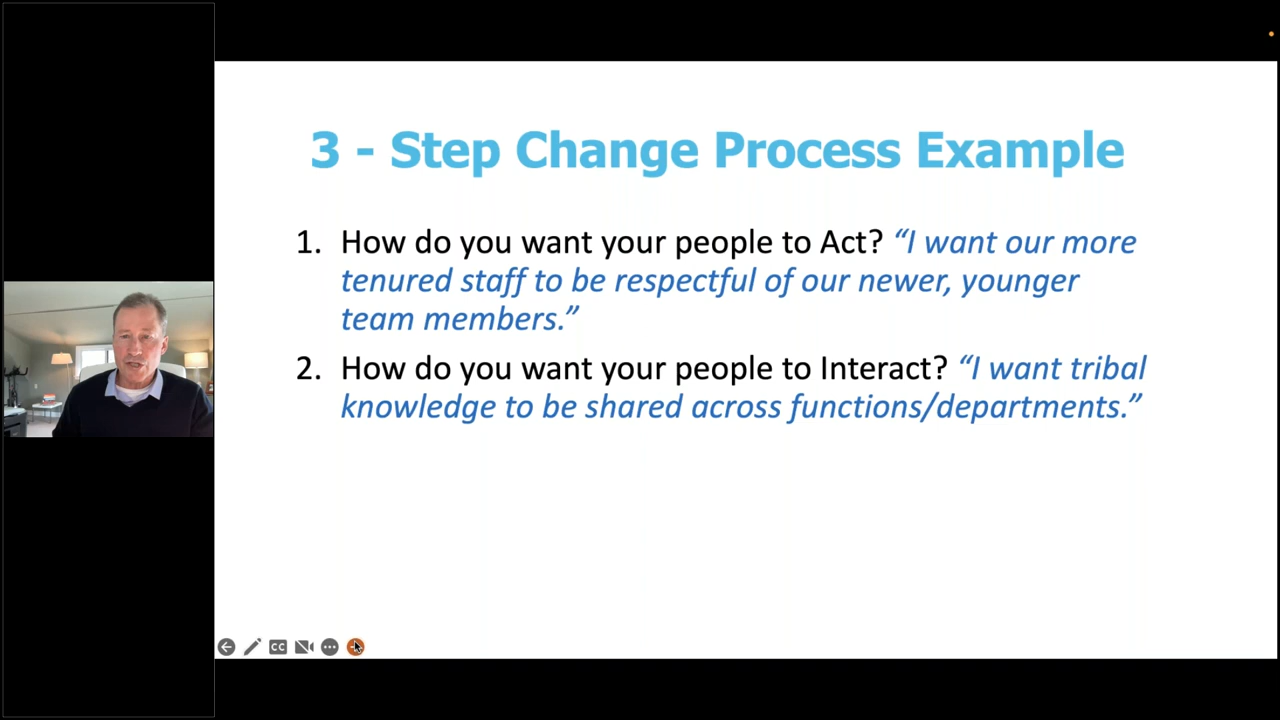 3 - Step Change Process Example
1. How do you want your people to Act? “I want our more
tenured staff to be respectful of our newer, younger
team members.”
2. How do you want your people to Interact? “I want tribal
knowledge to be shared across functions/departments.”
CC